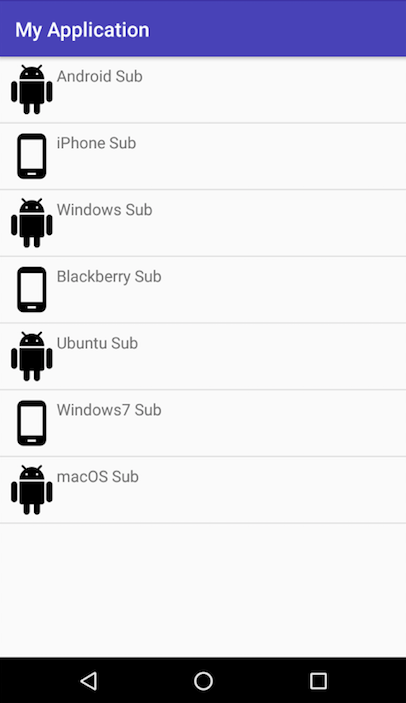 My Application
Android Sub
iPhone Sub
Windows Sub
Blackberry Sub
Ubuntu Sub
Windows7 Sub
macOS Sub